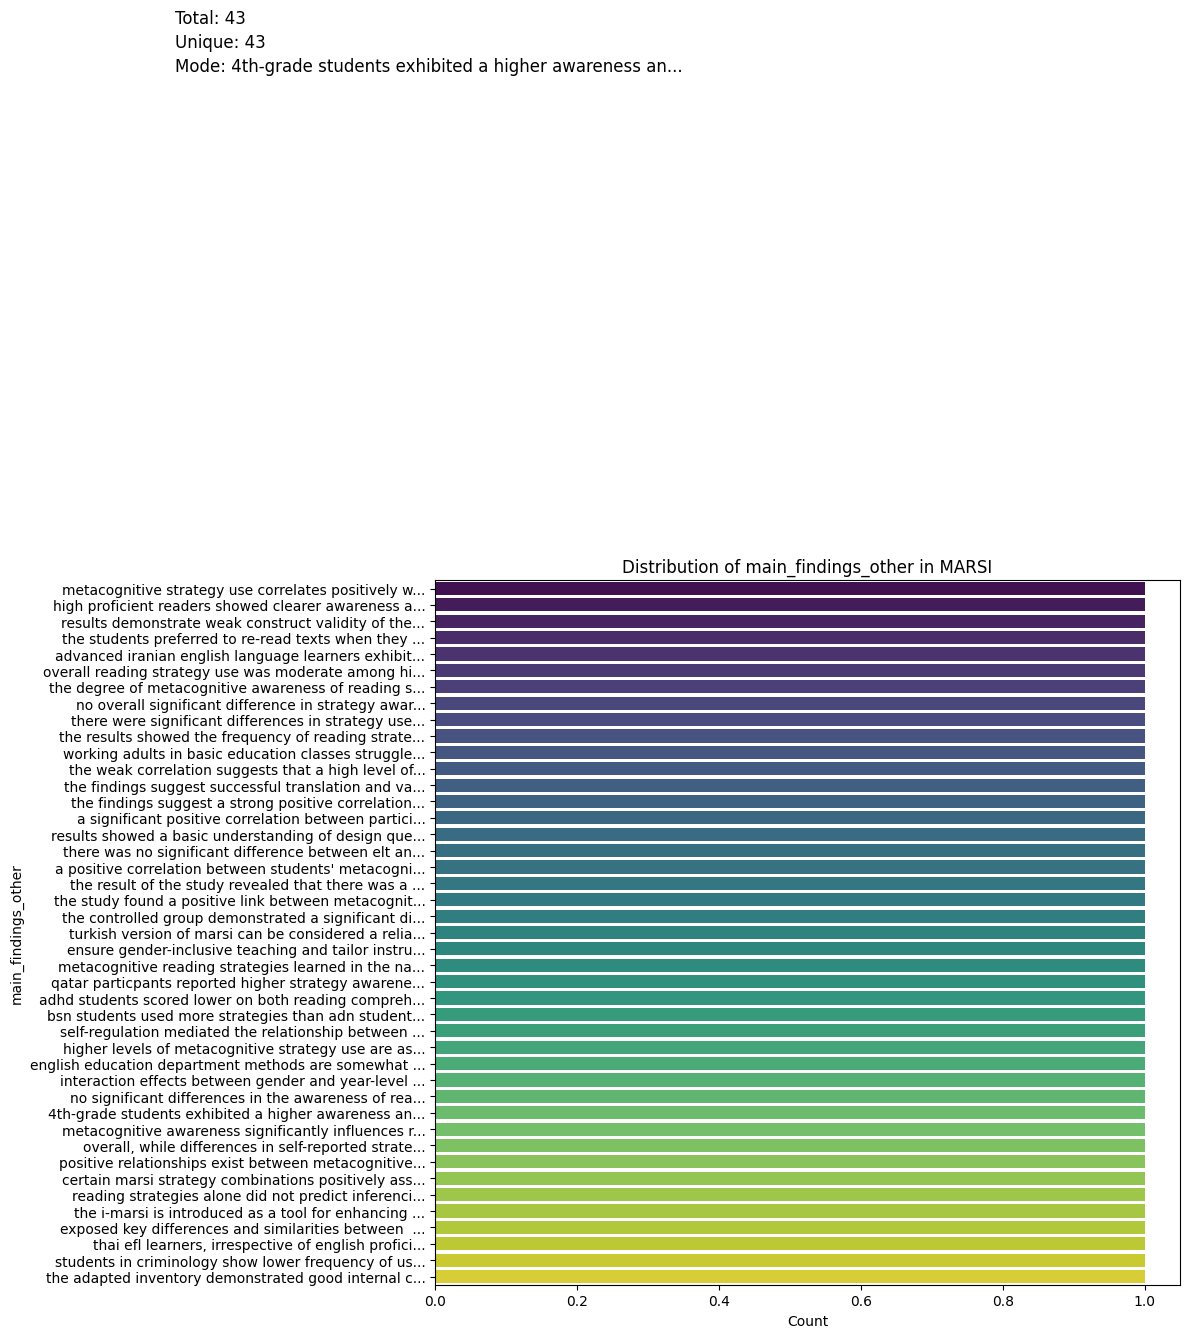 Total: 43
Unique: 43
Mode: 4th-grade students exhibited a higher awareness an...
Distribution of main_findings_other in MARSI
metacognitive strategy use correlates positively w...
high proficient readers showed clearer awareness a...
results demonstrate weak construct validity of the...
the students preferred to re-read texts when they ...
advanced iranian english language learners exhibit...
overall reading strategy use was moderate among hi...
the degree of metacognitive awareness of reading s...
no overall significant difference in strategy awar...
there were significant differences in strategy use...
the results showed the frequency of reading strate...
working adults in basic education classes struggle...
the weak correlation suggests that a high level of...
the findings suggest successful translation and va...
the findings suggest a strong positive correlation...
a significant positive correlation between partici...
results showed a basic understanding of design que...
there was no significant difference between elt an...
a positive correlation between students' metacogni...
the result of the study revealed that there was a ...
the study found a positive link between metacognit...
the controlled group demonstrated a significant di...
turkish version of marsi can be considered a relia...
ensure gender-inclusive teaching and tailor instru...
metacognitive reading strategies learned in the na...
qatar particpants reported higher strategy awarene...
adhd students scored lower on both reading compreh...
bsn students used more strategies than adn student...
self-regulation mediated the relationship between ...
higher levels of metacognitive strategy use are as...
english education department methods are somewhat ...
interaction effects between gender and year-level ...
no significant differences in the awareness of rea...
4th-grade students exhibited a higher awareness an...
metacognitive awareness significantly influences r...
overall, while differences in self-reported strate...
positive relationships exist between metacognitive...
certain marsi strategy combinations positively ass...
reading strategies alone did not predict inferenci...
the i-marsi is introduced as a tool for enhancing ...
exposed key differences and similarities between  ...
thai efl learners, irrespective of english profici...
students in criminology show lower frequency of us...
the adapted inventory demonstrated good internal c...
main_findings_other
0.0 0.2 0.4 0.6 0.8 1.0
Count